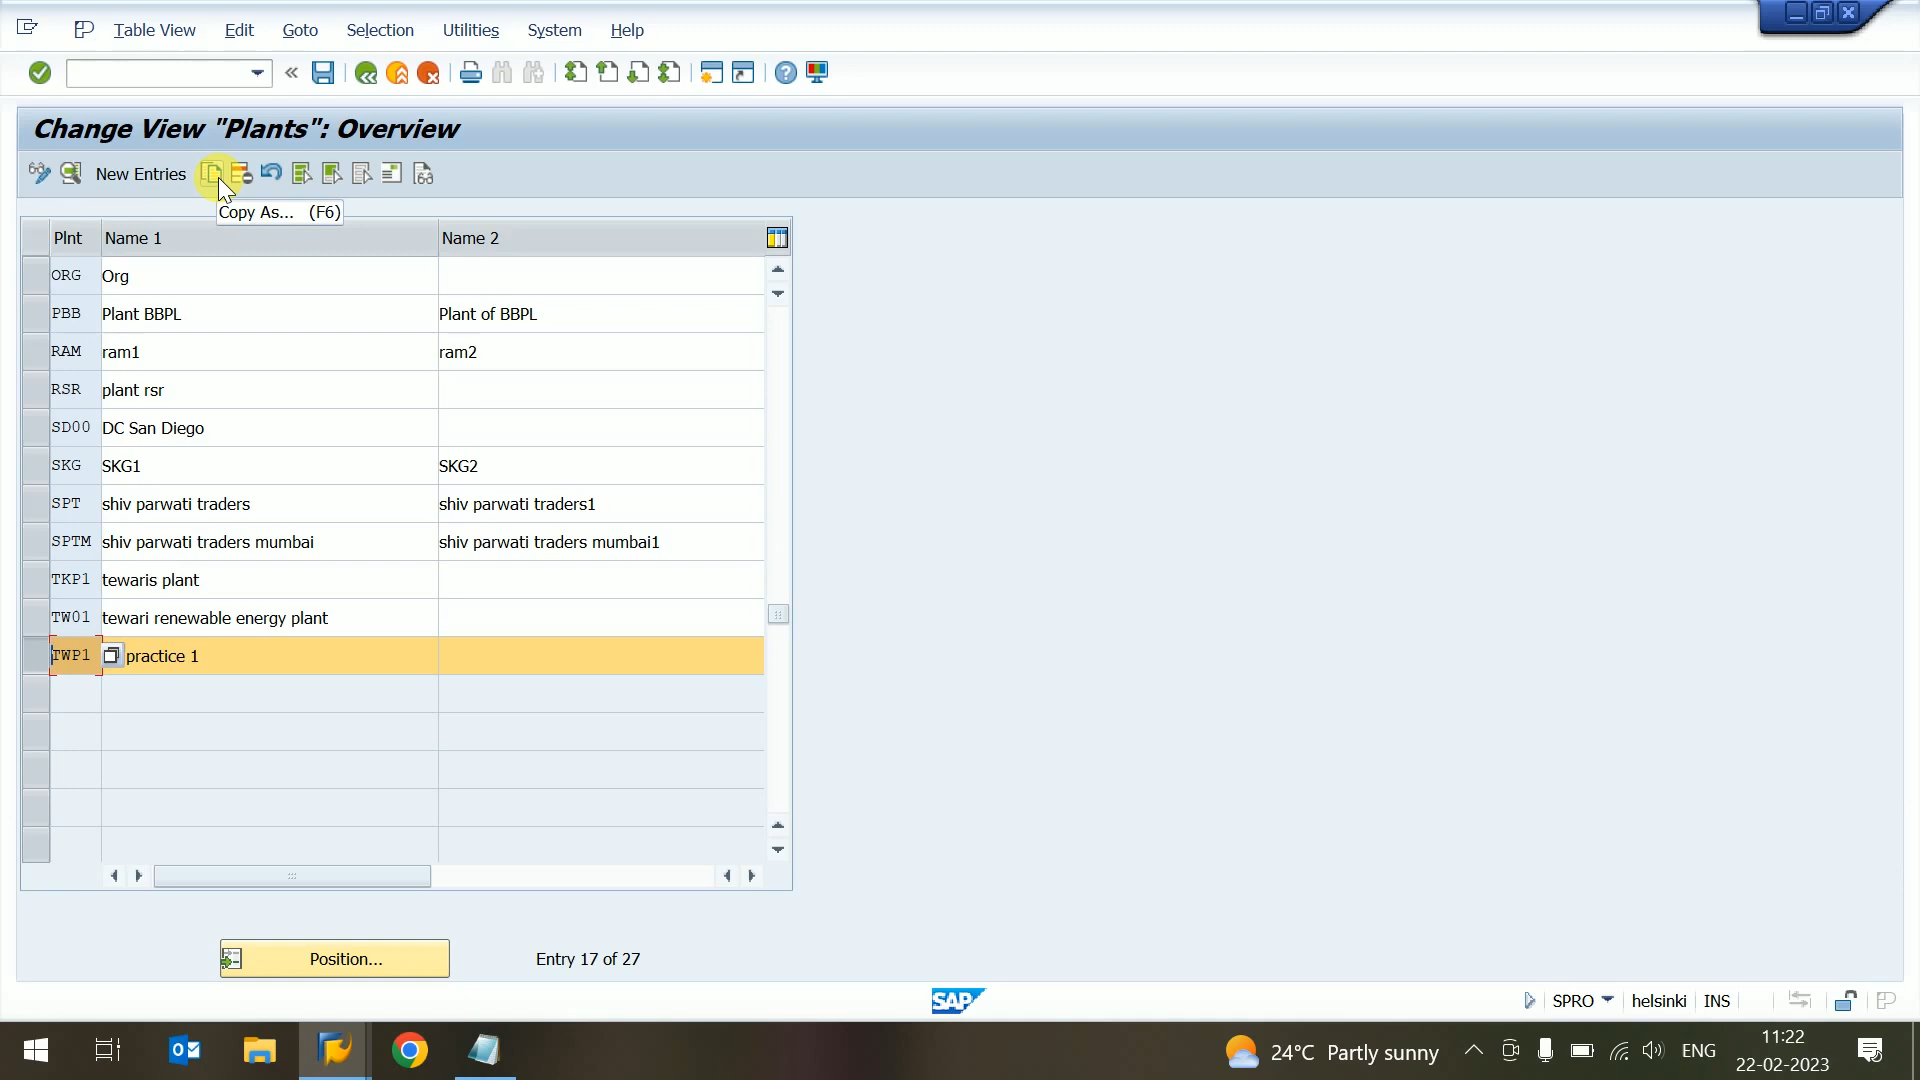 Table View Edit Goto Selection Utilities System Help
Change View "Plants": Overview
New Entries
Copy As... (F6)
Plnt Name 1 Name 2
ORG Org
PBB Plant BBPL Plant of BBPL
RAM ram1 ram2
RSR plant rsr
SD00 DC San Diego
SKG SKG1 SKG2
SPT shiv parwati traders shiv parwati traders1
SPTM shiv parwati traders mumbai shiv parwati traders mumbai1
TKP1 tewaris plant
TW01 tewari renewable energy plant
TWP1 practice 1
Position... Entry 17 of 27
SAP SPRO helsinki INS
24°C Partly sunny ENG 11:22
22-02-2023